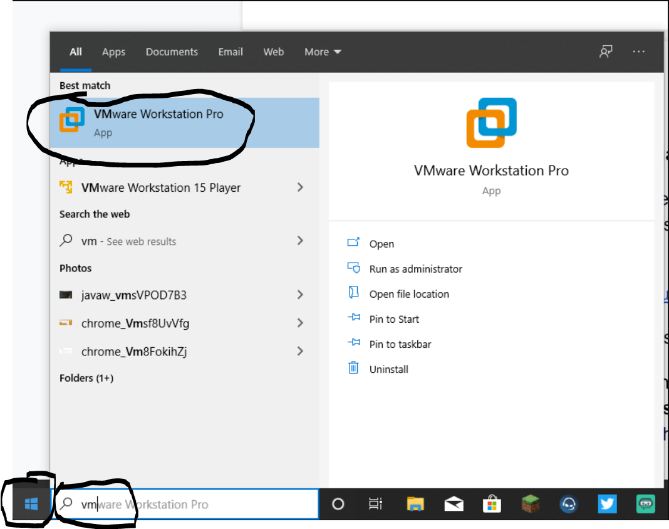 All Apps Documents Email Web More
Best match
VMware Workstation Pro
App
Apps
VMware Workstation 15 Player
Search the web
vm - See web results
Photos
javaw_vmsVPOD7B3
chrome_Vmsf8UvVfg
chrome_Vm8FokihZj
Folders (1+)
VMware Workstation Pro
App
Open
Run as administrator
Open file location
Pin to Start
Pin to taskbar
Uninstall
vmware Workstation Pro